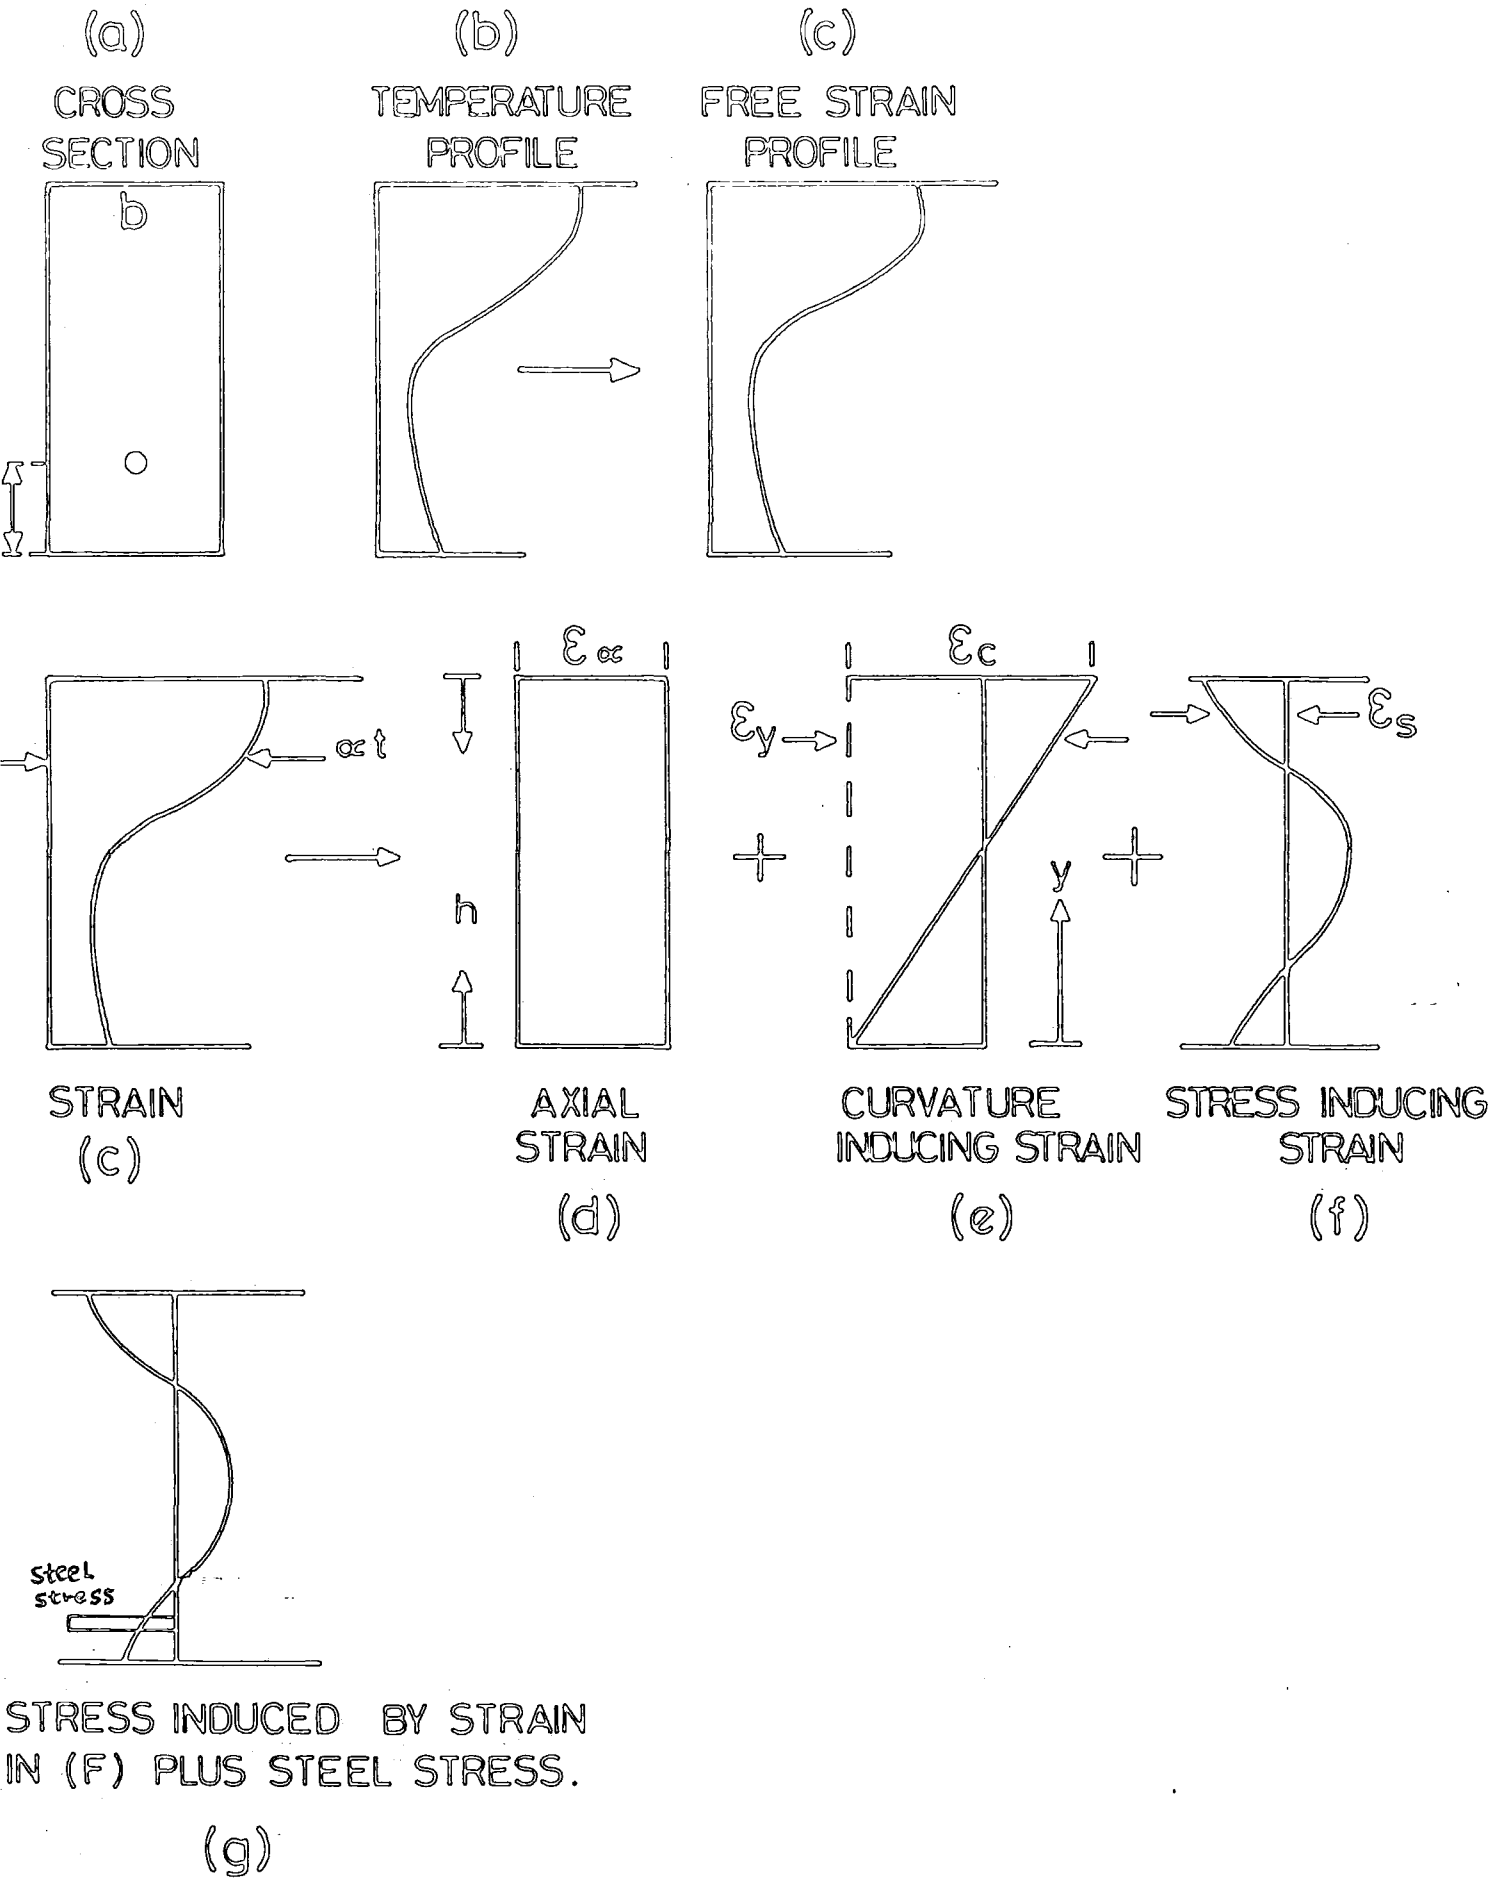 (a)
(b)
(c)
CROSS
SECTION
TEMPERATURE
PROFILE
FREE STRAIN
PROFILE
b
αt
h
εα
εy
εc
y
εs
STRAIN
(c)
AXIAL
STRAIN
(d)
CURVATURE
INDUCING STRAIN
(e)
STRESS INDUCING
STRAIN
(f)
steel
stress
STRESS INDUCED BY STRAIN
IN (F) PLUS STEEL STRESS.
(g)